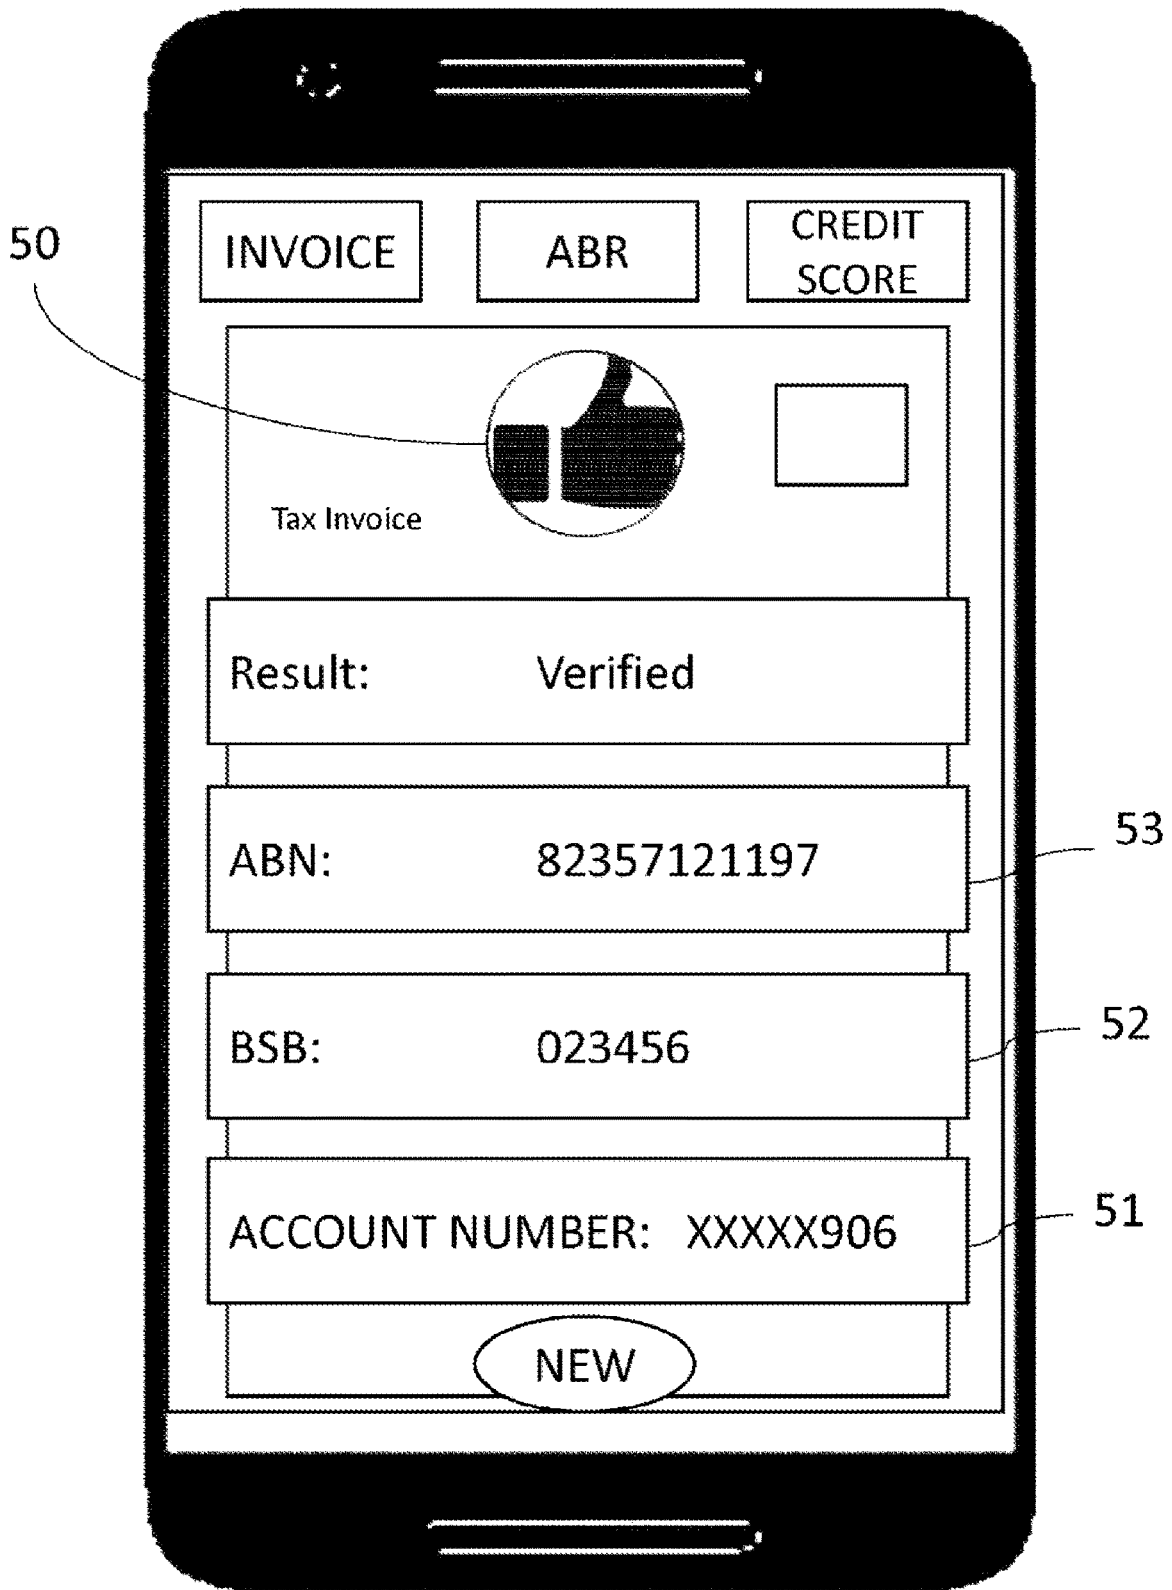 50
INVOICE
ABR
CREDIT
SCORE
Tax Invoice
Result: Verified
ABN: 82357121197
53
BSB: 023456
52
ACCOUNT NUMBER: XXXXX906
51
NEW